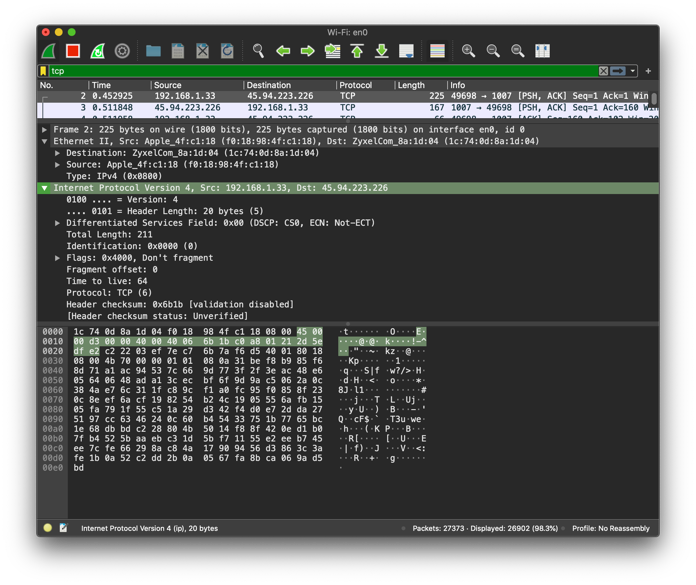 Wi-Fi: en0
tcp
No. Time Source Destination Protocol Length Info
2 0.452925 192.168.1.33 45.94.223.226 TCP 225 49698 → 1007 [PSH, ACK] Seq=1 Ack=1 Win
3 0.511848 45.94.223.226 192.168.1.33 TCP 167 1007 → 49698 [PSH, ACK] Seq=1 Ack=160 Win
Frame 2: 225 bytes on wire (1800 bits), 225 bytes captured (1800 bits) on interface en0, id 0
Ethernet II, Src: Apple_4f:c1:18 (f0:18:98:4f:c1:18), Dst: ZyxelCom_8a:1d:04 (1c:74:0d:8a:1d:04)
Destination: ZyxelCom_8a:1d:04 (1c:74:0d:8a:1d:04)
Source: Apple_4f:c1:18 (f0:18:98:4f:c1:18)
Type: IPv4 (0x0800)
Internet Protocol Version 4, Src: 192.168.1.33, Dst: 45.94.223.226
0100 .... = Version: 4
.... 0101 = Header Length: 20 bytes (5)
Differentiated Services Field: 0x00 (DSCP: CS0, ECN: Not-ECT)
Total Length: 211
Identification: 0x0000 (0)
Flags: 0x4000, Don't fragment
Fragment offset: 0
Time to live: 64
Protocol: TCP (6)
Header checksum: 0x6b1b [validation disabled]
[Header checksum status: Unverified]
0000 1c 74 0d 8a 1d 04 f0 18 98 4f c1 18 08 00 45 00 ·t······ ·O····E·
0010 00 d3 00 00 40 00 40 06 6b 1b c0 a8 01 21 2d 5e ····@·@· k····!-^
0020 df e2 c2 22 03 ef 7e c7 6b 7a f6 d5 40 01 80 18 ···"··~· kz··@···
0030 08 00 4b 70 00 00 01 01 08 0a 31 be f8 b9 85 f6 ··Kp···· ··1·····
0040 8d 71 a1 ac 94 53 7c 66 9d 77 3f 2f 3e ac 48 e6 ·q···S|f ·w?/>·H·
0050 05 64 06 48 ad a1 3c ec bf 6f 9d 9a c5 06 2a 0c ·d·H··<· ·o····*·
0060 38 4a e7 6c 31 1f c8 9c f1 a0 fc 95 f0 85 8f 23 8J·l1··· ·······#
0070 0c 8e ef 6a cf 19 82 54 b2 4c 19 05 55 6a fb 15 ···j···T ·L··Uj··
0080 05 fa 79 1f 55 c5 1a 29 d3 42 f4 d0 e7 2d da 27 ··y·U··) ·B···-·'
0090 51 97 cc 63 46 24 0c 60 b4 54 33 75 1b 77 65 bc Q··cF$·` ·T3u·we·
00a0 1e 68 db bd c2 28 80 4b 50 14 f8 8f 42 0e d1 b0 ·h···(·K P···B···
00b0 7f b4 52 5b aa eb c3 1d 5b f7 11 55 e2 ee b7 45 ··R[···· [··U···E
00c0 ee 7c fe 66 29 8a c8 4a 17 90 94 56 d3 86 3c 3a ·|·f)··J ···V··<:
00d0 fe 1b 0a 52 c2 dd 2b 0a 05 67 fa 8b ca 06 9a d5 ···R··+· ·g······
00e0 bd ·
Internet Protocol Version 4 (ip), 20 bytes
Packets: 27373 · Displayed: 26902 (98.3%)
Profile: No Reassembly